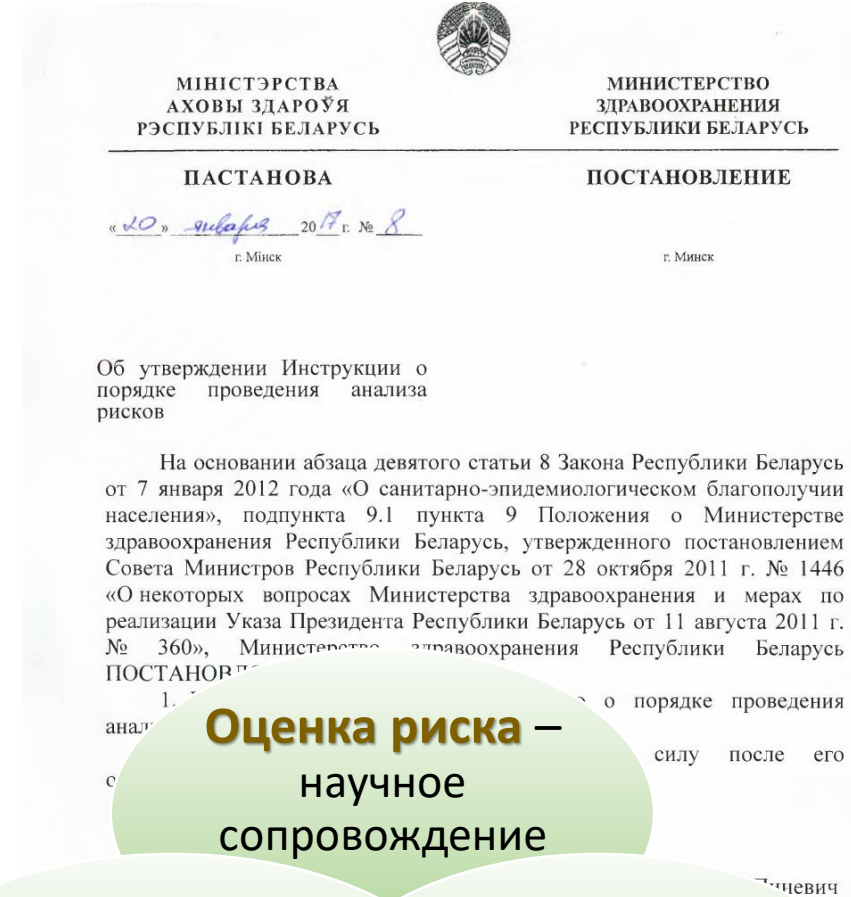 МІНІСТЭРСТВА
АХОВЫ ЗДАРОЎЯ
РЭСПУБЛІКІ БЕЛАРУСЬ
МИНИСТЕРСТВО
ЗДРАВООХРАНЕНИЯ
РЕСПУБЛИКИ БЕЛАРУСЬ
ПАСТАНОВА
ПОСТАНОВЛЕНИЕ
«20» января 2017 г. № 8
г. Мінск
г. Минск
Об утверждении Инструкции о
порядке проведения анализа
рисков
На основании абзаца девятого статьи 8 Закона Республики Беларусь
от 7 января 2012 года «О санитарно-эпидемиологическом благополучии
населения», подпункта 9.1 пункта 9 Положения о Министерстве
здравоохранения Республики Беларусь, утвержденного постановлением
Совета Министров Республики Беларусь от 28 октября 2011 г. № 1446
«О некоторых вопросах Министерства здравоохранения и мерах по
реализации Указа Президента Республики Беларусь от 11 августа 2011 г.
№ 360», Министерство здравоохранения Республики Беларусь
1. о порядке проведения
силу после его
Оценка риска –
научное
сопровождение